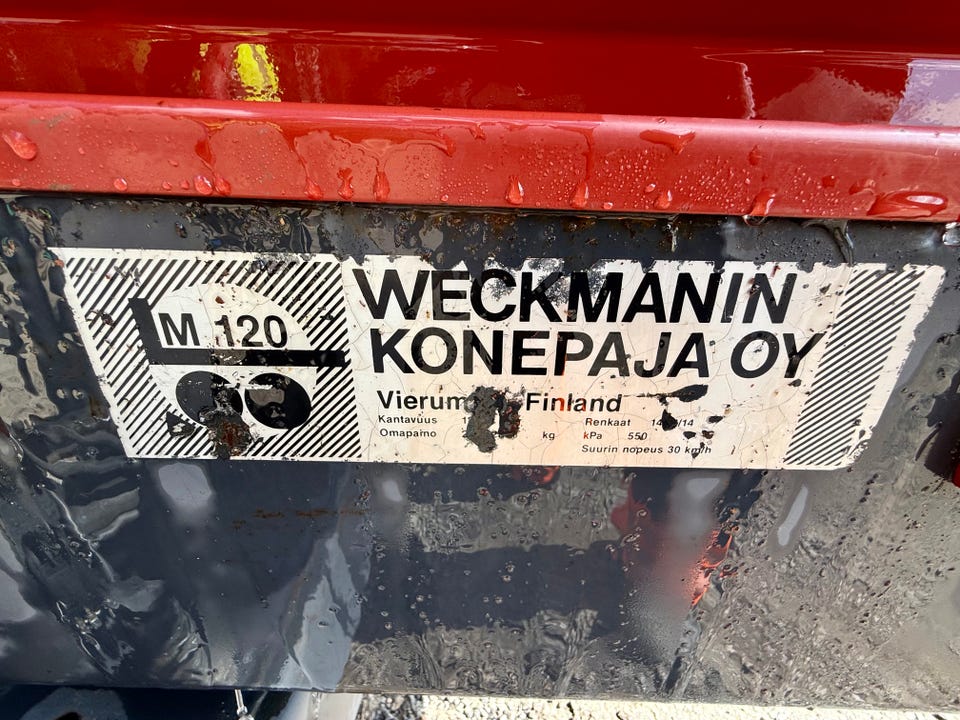 M 120
WECKMANIN
KONEPAJA OY
Finland
Kantavuus
Omapaino kg
Renkaat
kPa 550
Suurin nopeus 30 km/h